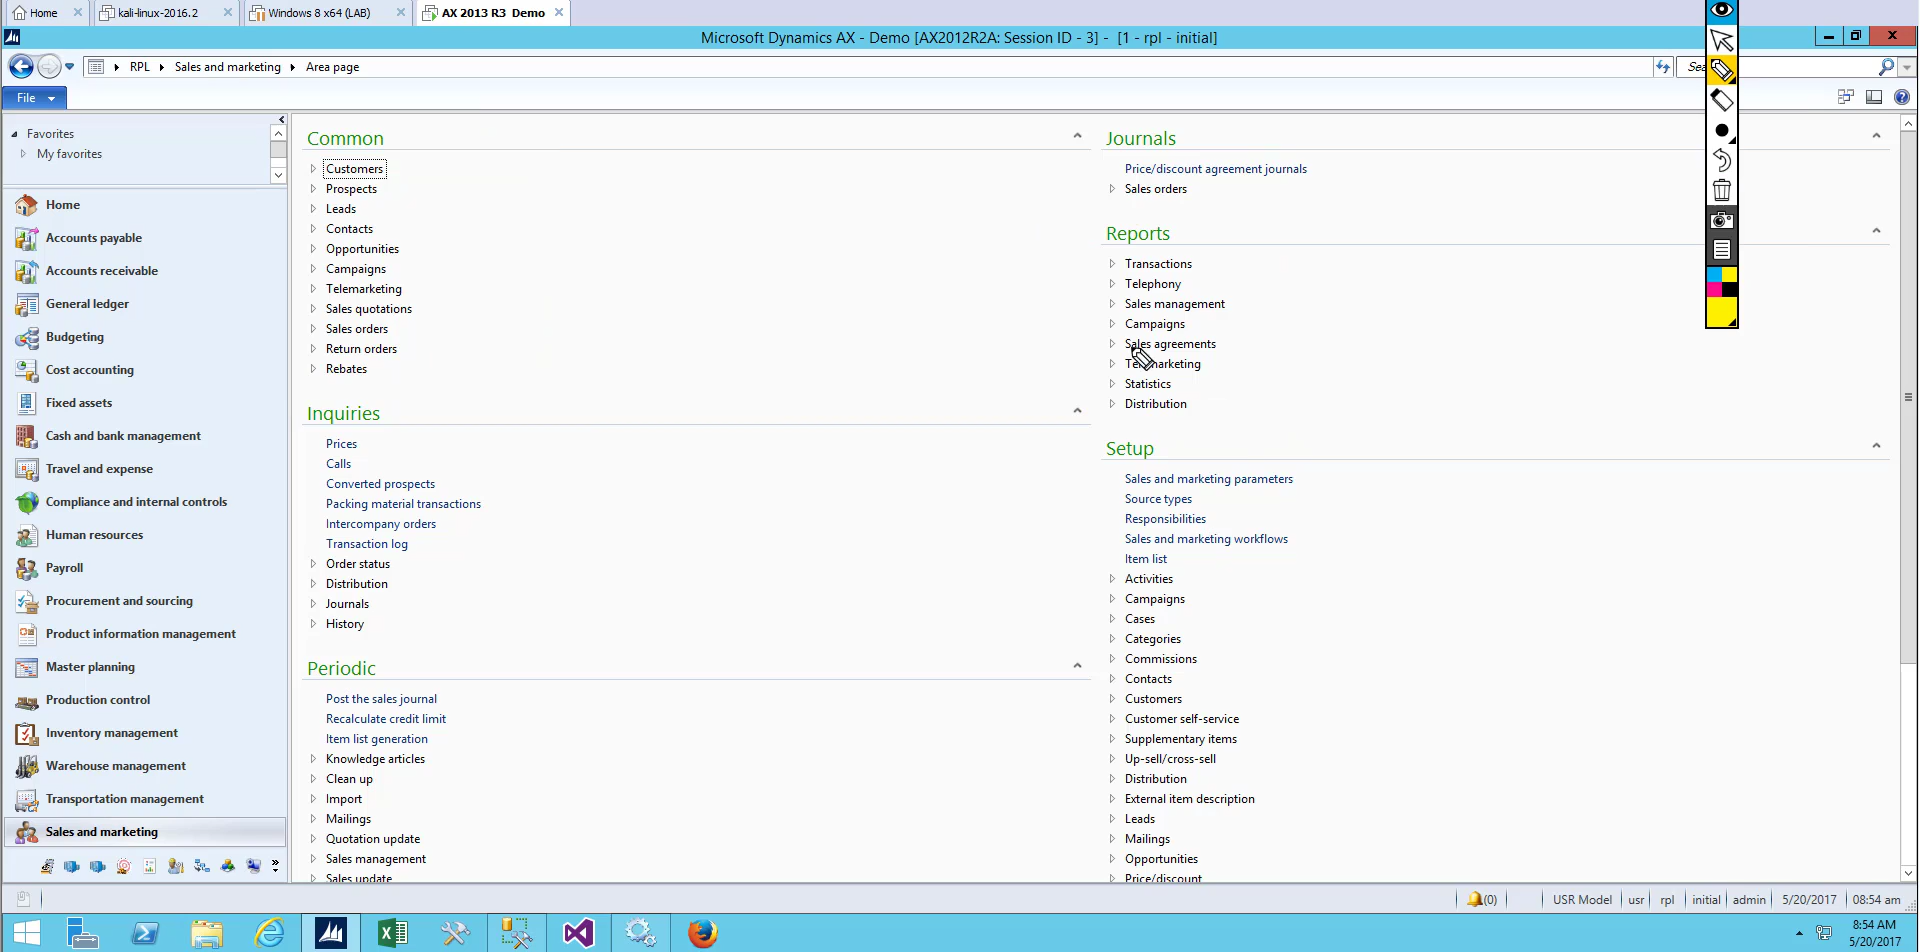 Home
kali-linux-2016.2
Windows 8 x64 (LAB)
AX 2013 R3 Demo
Microsoft Dynamics AX - Demo [AX2012R2A: Session ID - 3] - [1 - rpl - initial]
RPL Sales and marketing Area page
File
Favorites
My favorites
Home
Accounts payable
Accounts receivable
General ledger
Budgeting
Cost accounting
Fixed assets
Cash and bank management
Travel and expense
Compliance and internal controls
Human resources
Payroll
Procurement and sourcing
Product information management
Master planning
Production control
Inventory management
Warehouse management
Transportation management
Sales and marketing
Common
Customers
Prospects
Leads
Contacts
Opportunities
Campaigns
Telemarketing
Sales quotations
Sales orders
Return orders
Rebates
Inquiries
Prices
Calls
Converted prospects
Packing material transactions
Intercompany orders
Transaction log
Order status
Distribution
Journals
History
Periodic
Post the sales journal
Recalculate credit limit
Item list generation
Knowledge articles
Clean up
Import
Mailings
Quotation update
Sales management
Sales update
Journals
Price/discount agreement journals
Sales orders
Reports
Transactions
Telephony
Sales management
Campaigns
Sales agreements
Statistics
Distribution
Setup
Sales and marketing parameters
Source types
Responsibilities
Sales and marketing workflows
Item list
Activities
Campaigns
Cases
Categories
Commissions
Contacts
Customers
Customer self-service
Supplementary items
Up-sell/cross-sell
Distribution
External item description
Leads
Mailings
Opportunities
Price/discount
(0) USR Model usr rpl initial admin 5/20/2017 08:54 am
8:54 AM
5/20/2017